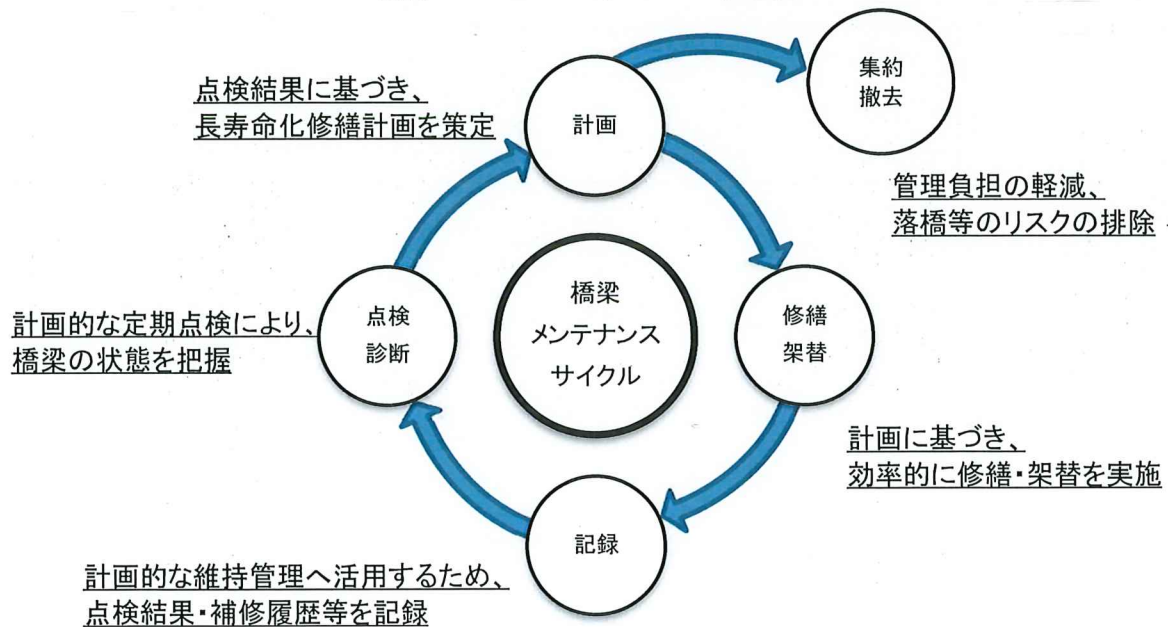 点検結果に基づき、
長寿命化修繕計画を策定
計画
集約
撤去
管理負担の軽減、
落橋等のリスクの排除
計画的な定期点検により、
橋梁の状態を把握
点検
診断
橋梁
メンテナンス
サイクル
修繕
架替
計画に基づき、
効率的に修繕・架替を実施
記録
計画的な維持管理へ活用するため、
点検結果・補修履歴等を記録